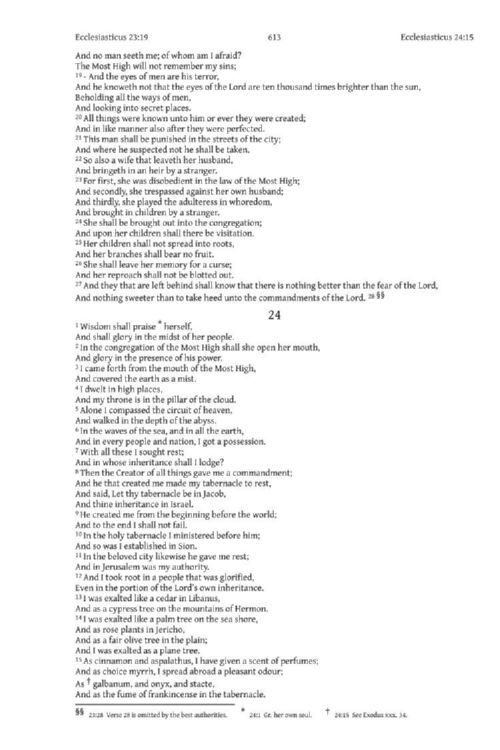 Ecclesiasticus 23:19 613 Ecclesiasticus 24:15
And no man seeth me; of whom am I afraid?
The Most High will not remember my sins;
19 - And the eyes of men are his terror,
And he knoweth not that the eyes of the Lord are ten thousand times brighter than the sun,
Beholding all the ways of men,
And looking into secret places.
20 All things were known unto him or ever they were created;
And in like manner also after they were perfected.
21 This man shall be punished in the streets of the city;
And where he suspected not he shall be taken.
22 So also a wife that leaveth her husband,
And bringeth in an heir by a stranger.
23 For first, she was disobedient in the law of the Most High;
And secondly, she trespassed against her own husband;
And thirdly, she played the adulteress in whoredom,
And brought in children by a stranger.
24 She shall be brought out into the congregation;
And upon her children shall there be visitation.
25 Her children shall not spread into roots,
And her branches shall bear no fruit.
26 She shall leave her memory for a curse;
And her reproach shall not be blotted out.
27 And they that are left behind shall know that there is nothing better than the fear of the Lord,
And nothing sweeter than to take heed unto the commandments of the Lord. 28 §§
24
1 Wisdom shall praise * herself,
And shall glory in the midst of her people.
2 In the congregation of the Most High shall she open her mouth,
And glory in the presence of his power.
3 I came forth from the mouth of the Most High,
And covered the earth as a mist.
4 I dwelt in high places,
And my throne is in the pillar of the cloud.
5 Alone I compassed the circuit of heaven,
And walked in the depth of the abyss.
6 In the waves of the sea, and in all the earth,
And in every people and nation, I got a possession.
7 With all these I sought rest;
And in whose inheritance shall I lodge?
8 Then the Creator of all things gave me a commandment;
And he that created me made my tabernacle to rest,
And said, Let thy tabernacle be in Jacob,
And thine inheritance in Israel.
9 He created me from the beginning before the world;
And to the end I shall not fail.
10 In the holy tabernacle I ministered before him;
And so was I established in Sion.
11 In the beloved city likewise he gave me rest;
And in Jerusalem was my authority.
12 And I took root in a people that was glorified,
Even in the portion of the Lord's own inheritance.
13 I was exalted like a cedar in Libanus,
And as a cypress tree on the mountains of Hermon.
14 I was exalted like a palm tree on the sea shore,
And as rose plants in Jericho,
And as a fair olive tree in the plain;
And I was exalted as a plane tree.
15 As cinnamon and aspalathus, I have given a scent of perfumes;
And as choice myrrh, I spread abroad a pleasant odour;
As † galbanum, and onyx, and stacte,
And as the fume of frankincense in the tabernacle.
§§ 23:28 Verse 28 is omitted by the best authorities. * 24:1 Gr. her own soul. † 24:15 See Exodus xxx. 34.